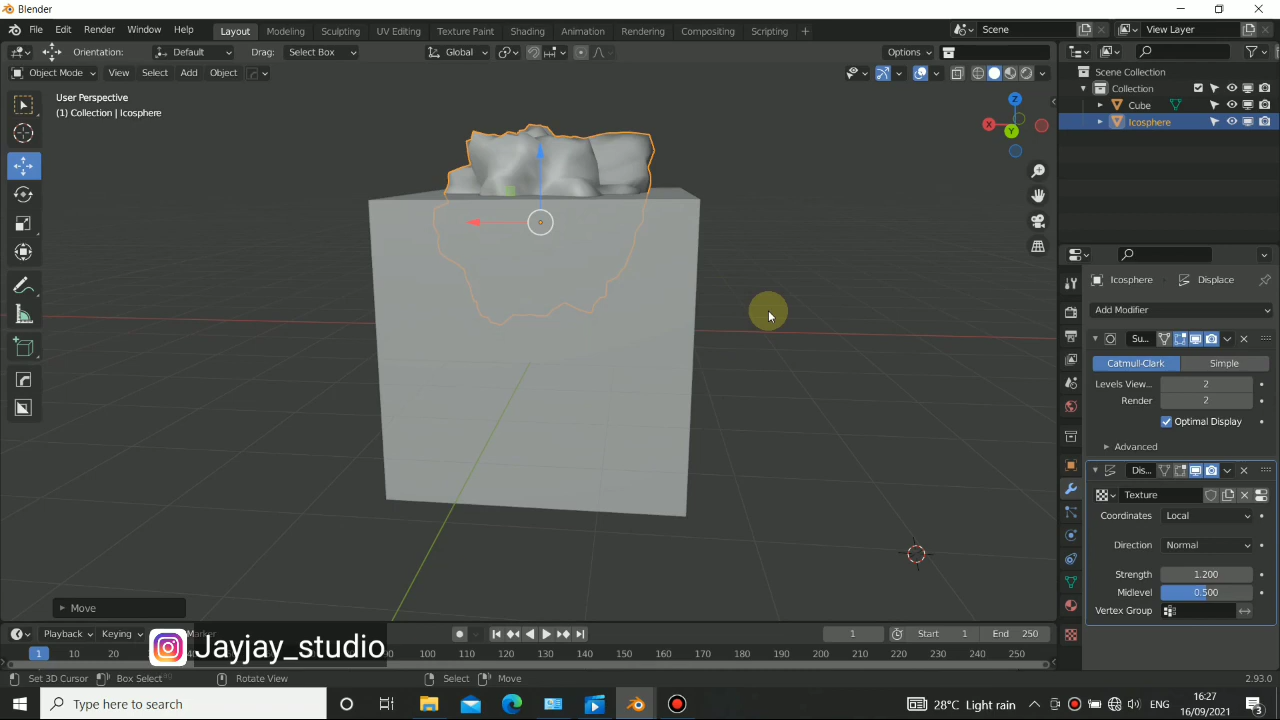 Blender
File Edit Render Window Help
Layout Modeling Sculpting UV Editing Texture Paint Shading Animation Rendering Compositing Scripting +
Scene
View Layer
Orientation: Default Drag: Select Box
Global
Options
Object Mode View Select Add Object
User Perspective
(1) Collection | Icosphere
Z
X
Y
Scene Collection
Collection
Cube
Icosphere
Icosphere Displace
Add Modifier
Su...
Catmull-Clark Simple
Levels View... 2
Render 2
Optimal Display
Advanced
Dis...
Texture
Coordinates Local
Direction Normal
Strength 1.200
Midlevel 0.500
Vertex Group
Move
Playback Keying Marker
1 Start 1 End 250
Jayjay_studio
1 10 20 30 90 100 110 120 130 140 150 160 170 180 190 200 210 220 230 240 250
Set 3D Cursor Box Select Rotate View Select Move 2.93.0
Type here to search
28°C Light rain ENG
16:27
16/09/2021
3